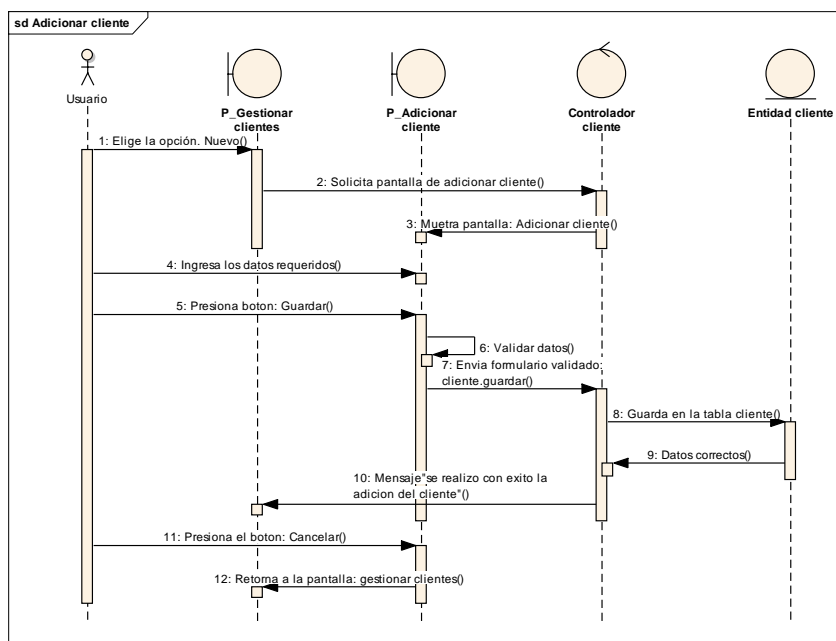 sd Adicionar cliente
Usuario
P_Gestionar
clientes
P_Adicionar
cliente
Controlador
cliente
Entidad cliente
1: Elige la opción. Nuevo()
2: Solicita pantalla de adicionar cliente()
3: Muetra pantalla: Adicionar cliente()
4: Ingresa los datos requeridos()
5: Presiona boton: Guardar()
6: Validar datos()
7: Envia formulario validado:
cliente.guardar()
8: Guarda en la tabla cliente()
9: Datos correctos()
10: Mensaje"se realizo con exito la
adicion del cliente"()
11: Presiona el boton: Cancelar()
12: Retorna a la pantalla: gestionar clientes()